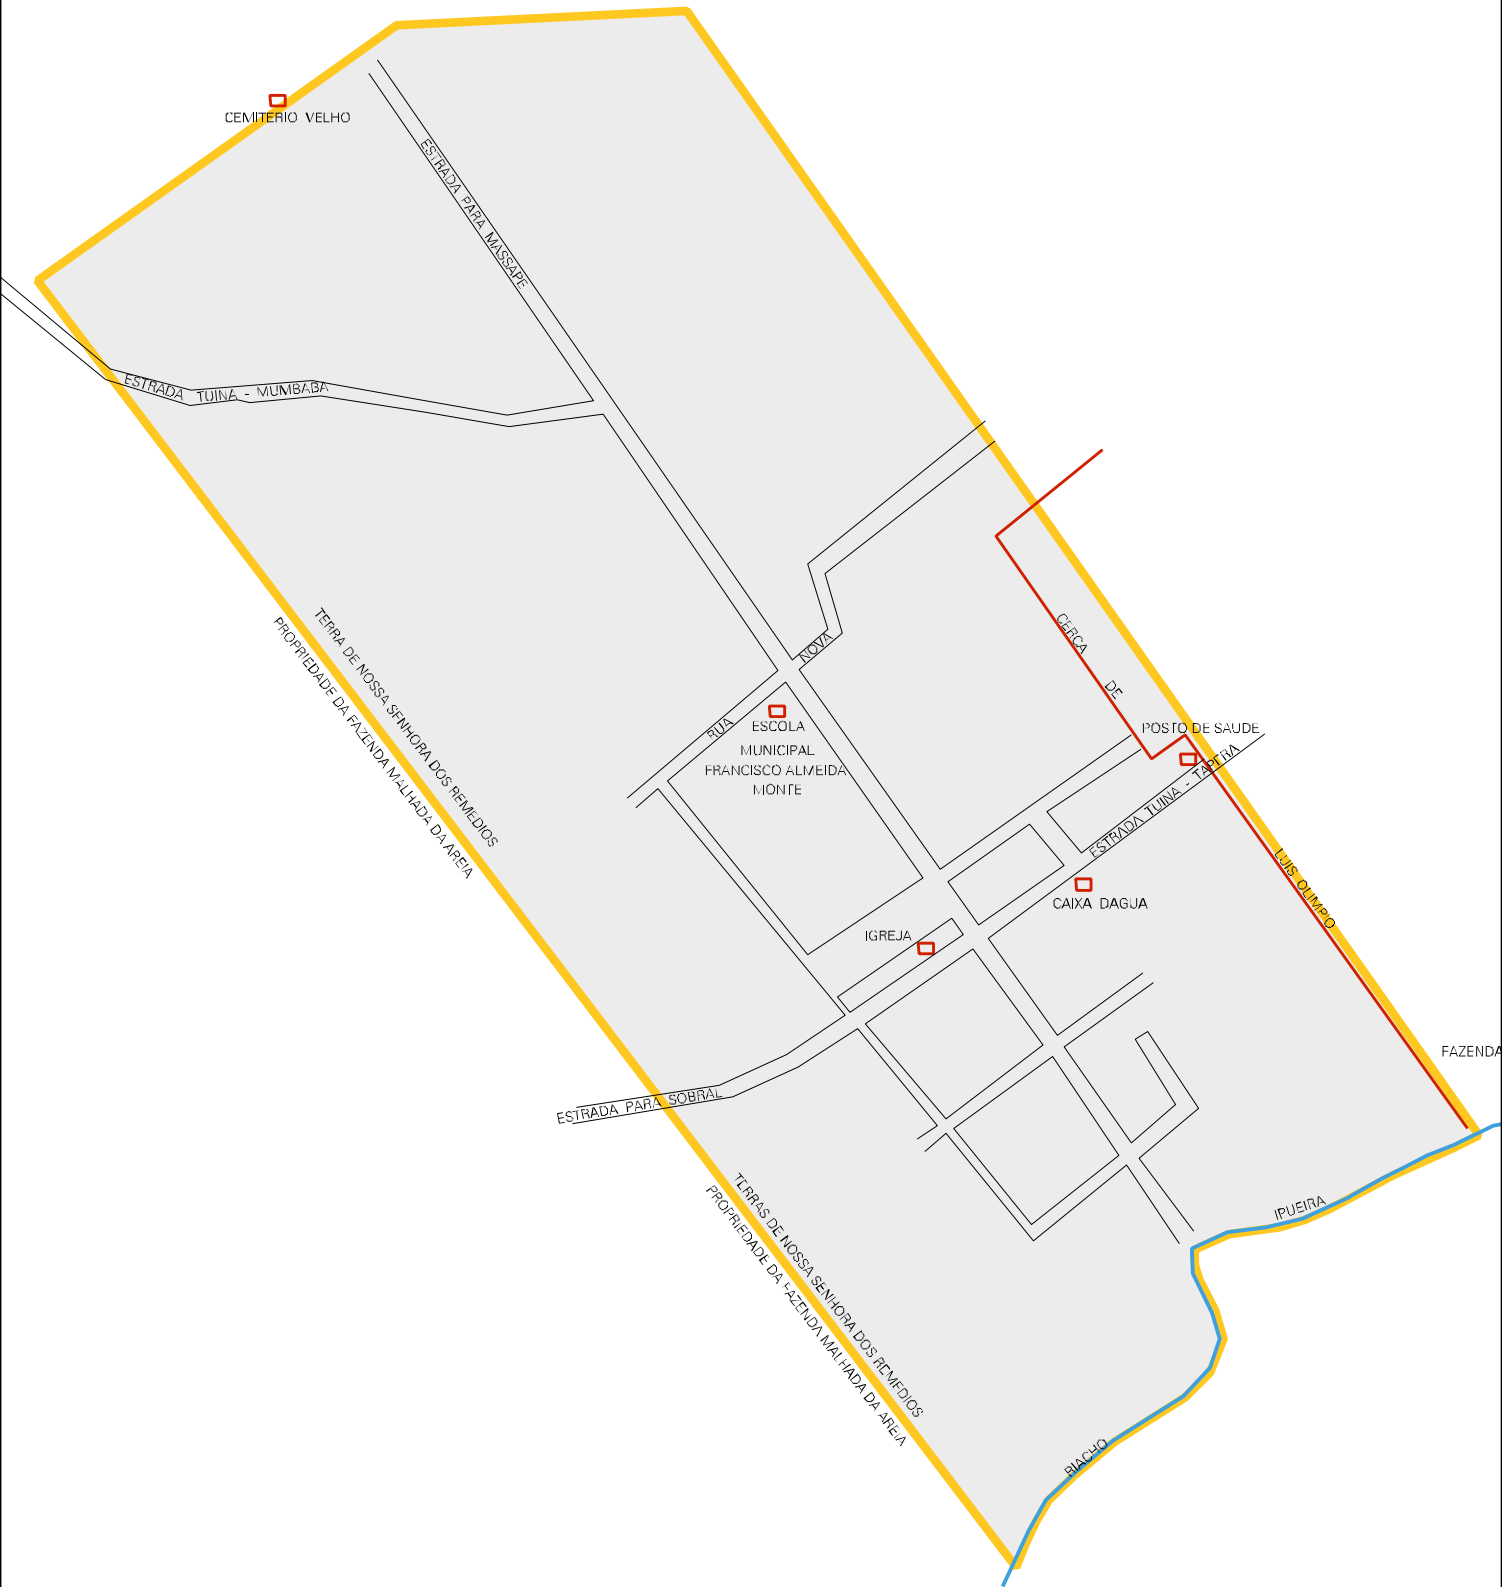 CEMITERIO VELHO
ESTRADA PARA MASSAPE
ESTRADA TUINA - MUMBABA
TERRA DE NOSSA SENHORA DOS REMEDIOS
PROPRIEDADE DA FAZENDA MALHADA DA AREIA
RUA NOVA
ESCOLA
MUNICIPAL
FRANCISCO ALMEIDA
MONTE
CERCA DE
POSTO DE SAUDE
ESTRADA TUINA - TAPERA
LUIS OLIMPIO
CAIXA DAGUA
IGREJA
FAZENDA
ESTRADA PARA SOBRAL
TERRAS DE NOSSA SENHORA DOS REMEDIOS
PROPRIEDADE DA FAZENDA MALHADA DA AREIA
RIACHO IPUEIRA